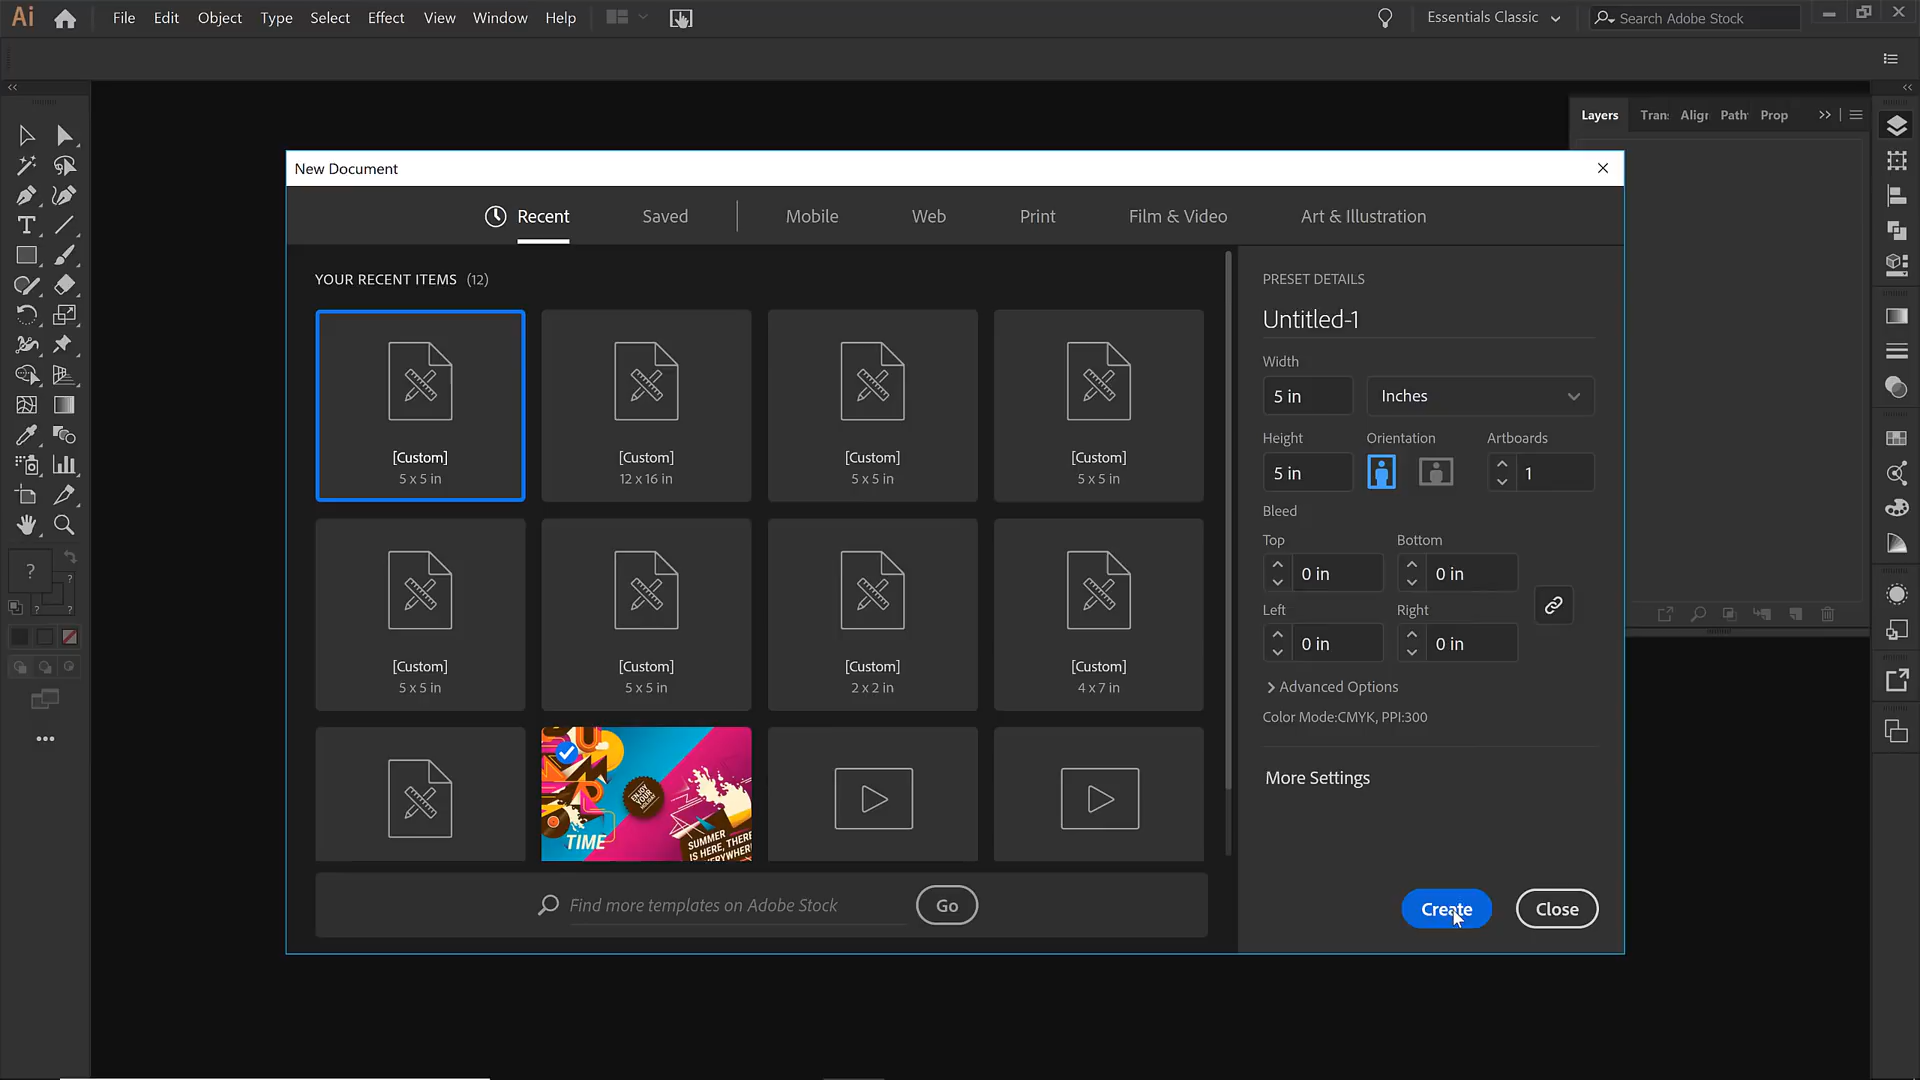 Ai File Edit Object Type Select Effect View Window Help Essentials Classic Search Adobe Stock
Layers Tran: Aligr Path Prop
New Document
Recent Saved Mobile Web Print Film & Video Art & Illustration
YOUR RECENT ITEMS (12)
[Custom] [Custom] [Custom] [Custom]
5 x 5 in 12 x 16 in 5 x 5 in 5 x 5 in
[Custom] [Custom] [Custom] [Custom]
5 x 5 in 5 x 5 in 2 x 2 in 4 x 7 in
ENJOY
YOUR
HOLIDAY
TIME
SUMMER
IS HERE, THERE
EVERYWHERE
Find more templates on Adobe Stock Go
PRESET DETAILS
Untitled-1
Width
5 in Inches
Height Orientation Artboards
5 in 1
Bleed
Top Bottom
0 in 0 in
Left Right
0 in 0 in
Advanced Options
Color Mode:CMYK, PPI:300
More Settings
Create Close